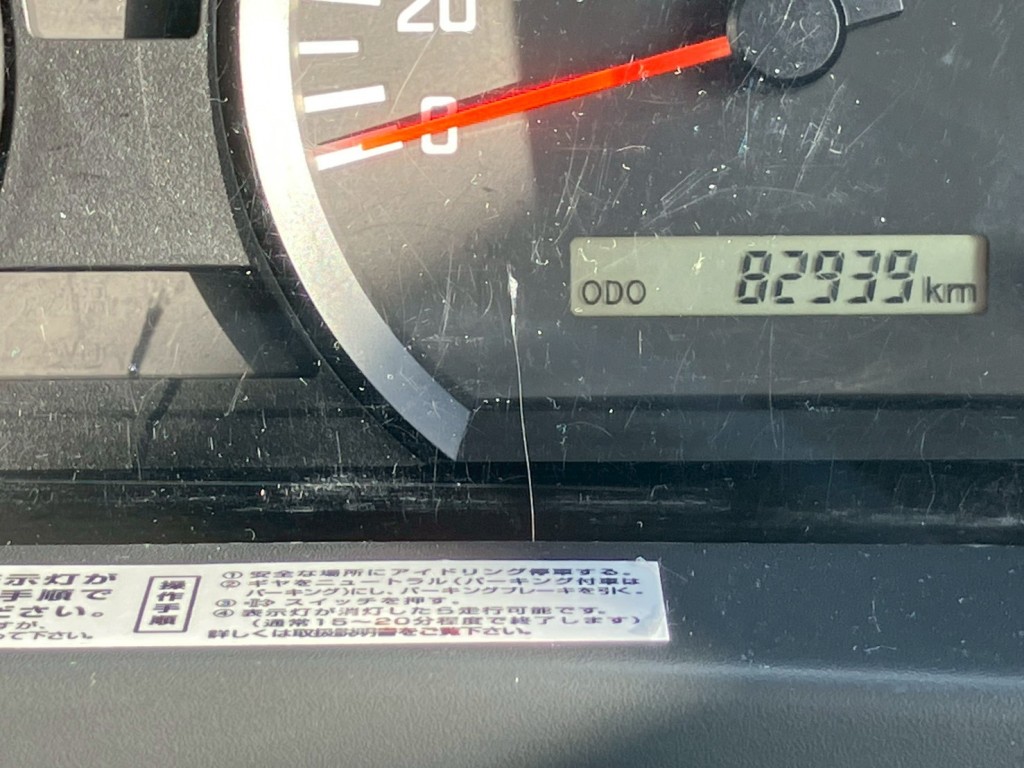 20
0
ODO 82939 km
示灯が
手順で
ださい。
すが、
って下さい。
操作手順
① 安全な場所にアイドリング停車する。
② ギヤをニュートラル(パーキング付車は
パーキング)にし、パーキングブレーキを引く。
③ スイッチを押す。
④ 表示灯が消灯したら走行可能です。
(通常15~20分程度で終了します)
詳しくは取扱説明書をご覧下さい。